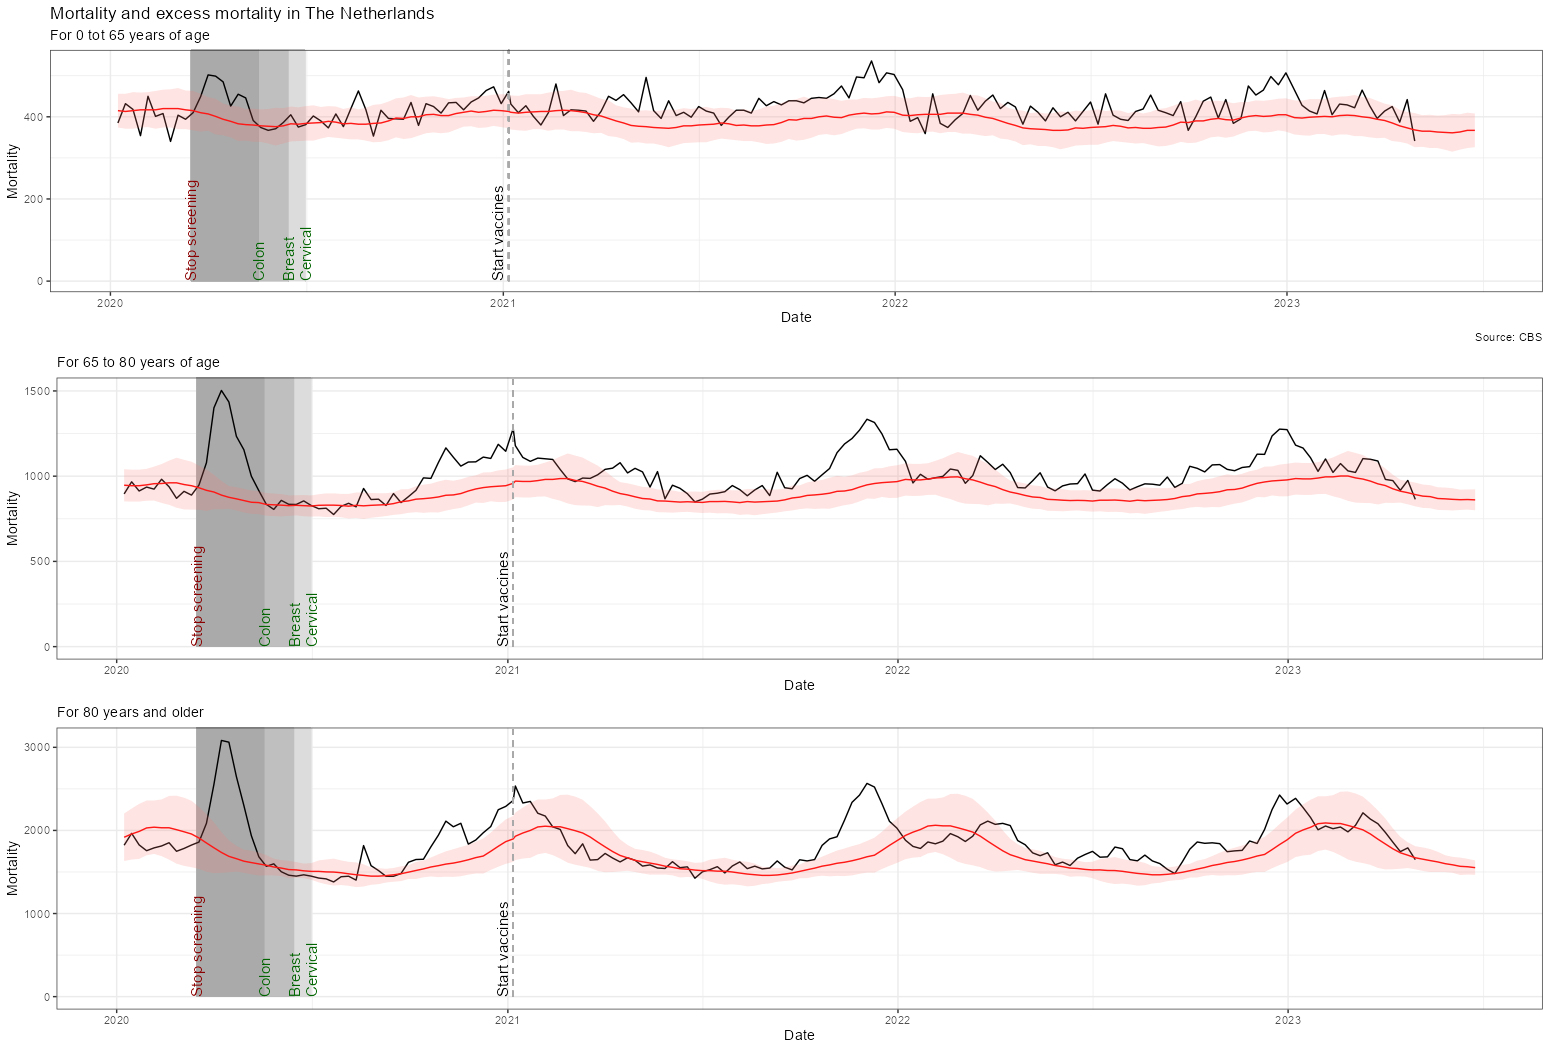 Mortality and excess mortality in The Netherlands
For 0 tot 65 years of age
Mortality
400
200
0
Stop screening
Colon
Breast
Cervical
Start vaccines
2020
2021
2022
2023
Date
Source: CBS
For 65 to 80 years of age
Mortality
1500
1000
500
0
Stop screening
Colon
Breast
Cervical
Start vaccines
2020
2021
2022
2023
Date
For 80 years and older
Mortality
3000
2000
1000
0
Stop screening
Colon
Breast
Cervical
Start vaccines
2020
2021
2022
2023
Date